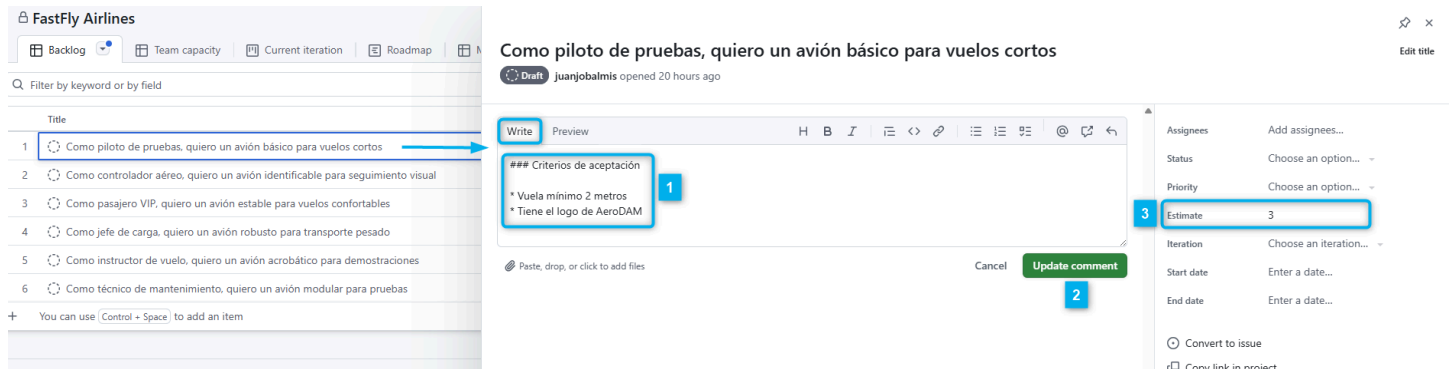 FastFly Airlines
Backlog
Team capacity
Current iteration
Roadmap
Filter by keyword or by field
Title
1 Como piloto de pruebas, quiero un avión básico para vuelos cortos
2 Como controlador aéreo, quiero un avión identificable para seguimiento visual
3 Como pasajero VIP, quiero un avión estable para vuelos confortables
4 Como jefe de carga, quiero un avión robusto para transporte pesado
5 Como instructor de vuelo, quiero un avión acrobático para demostraciones
6 Como técnico de mantenimiento, quiero un avión modular para pruebas
+ You can use Control + Space to add an item
Como piloto de pruebas, quiero un avión básico para vuelos cortos
Edit title
Draft juanjobalmis opened 20 hours ago
Write Preview
### Criterios de aceptación
* Vuela mínimo 2 metros
* Tiene el logo de AeroDAM
1
Paste, drop, or click to add files
Cancel Update comment
2
Assignees Add assignees...
Status Choose an option...
Priority Choose an option...
3 Estimate 3
Iteration Choose an iteration...
Start date Enter a date...
End date Enter a date...
Convert to issue
Copy link in project